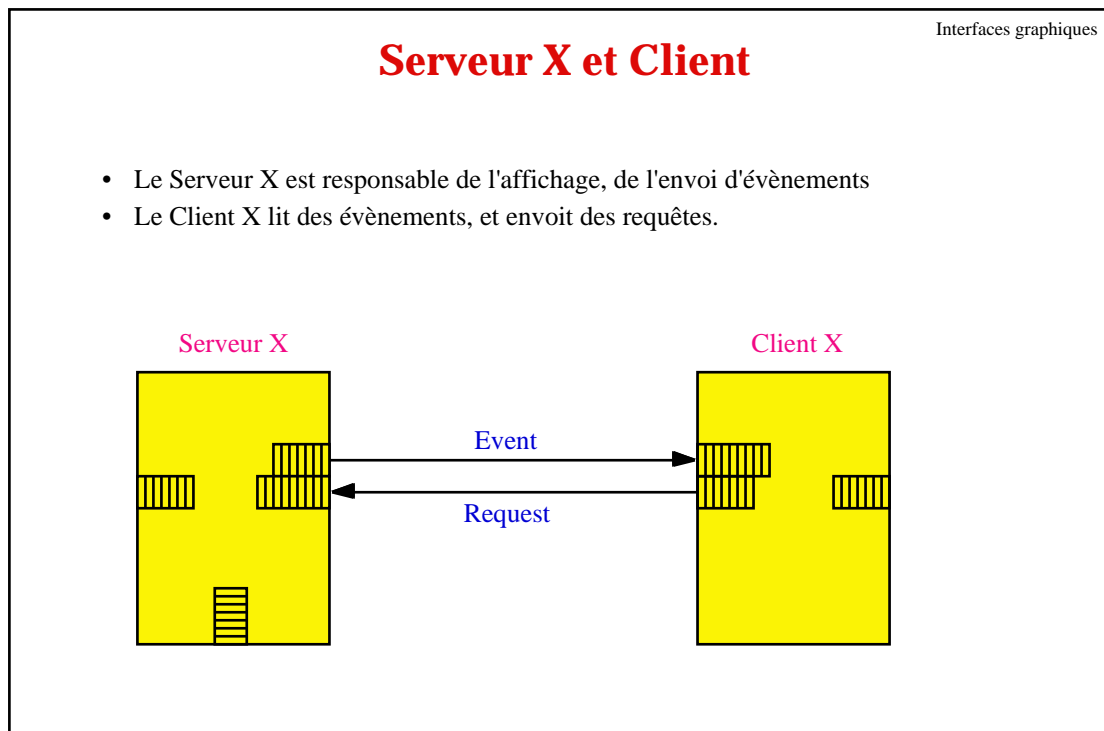 Interfaces graphiques
Serveur X et Client
• Le Serveur X est responsable de l'affichage, de l'envoi d'évènements
• Le Client X lit des évènements, et envoit des requêtes.
Serveur X
Client X
Event
Request